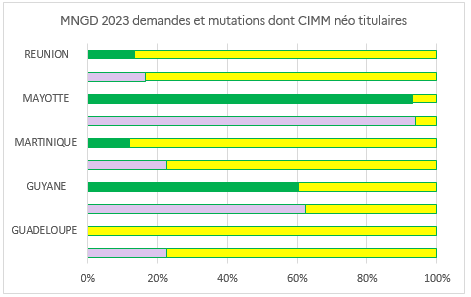 MNGD 2023 demandes et mutations dont CIMM néo titulaires
REUNION
MAYOTTE
MARTINIQUE
GUYANE
GUADELOUPE
0% 20% 40% 60% 80% 100%